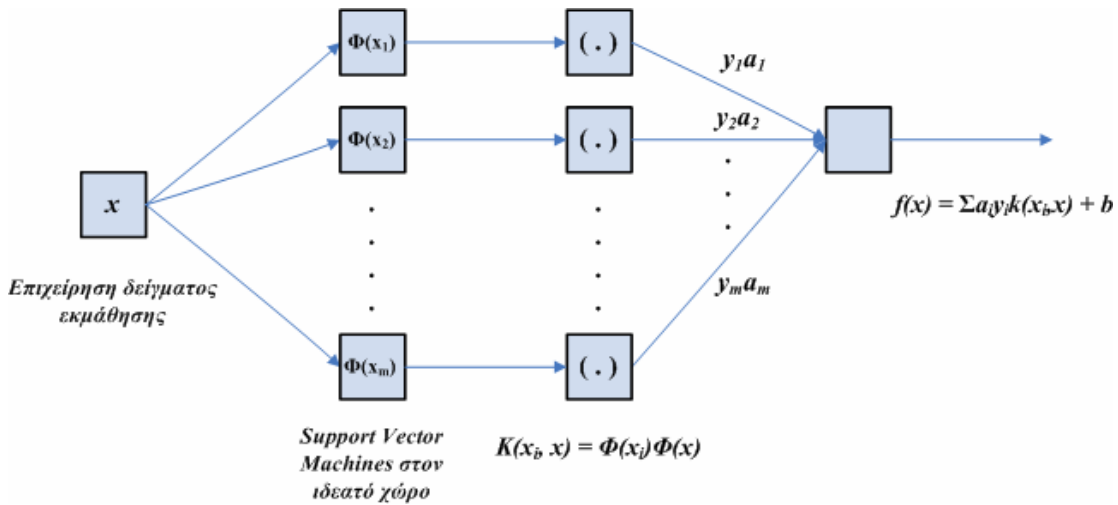 Φ(x₁)
( . )
y₁a₁
Φ(x₂)
( . )
y₂a₂
x
f(x) = Σaᵢyᵢk(xᵢ,x) + b
Επιχείρηση δείγματος
εκμάθησης
yₘaₘ
Φ(xₘ)
( . )
Support Vector
Machines στον
ιδεατό χώρο
K(xᵢ, x) = Φ(xᵢ)Φ(x)